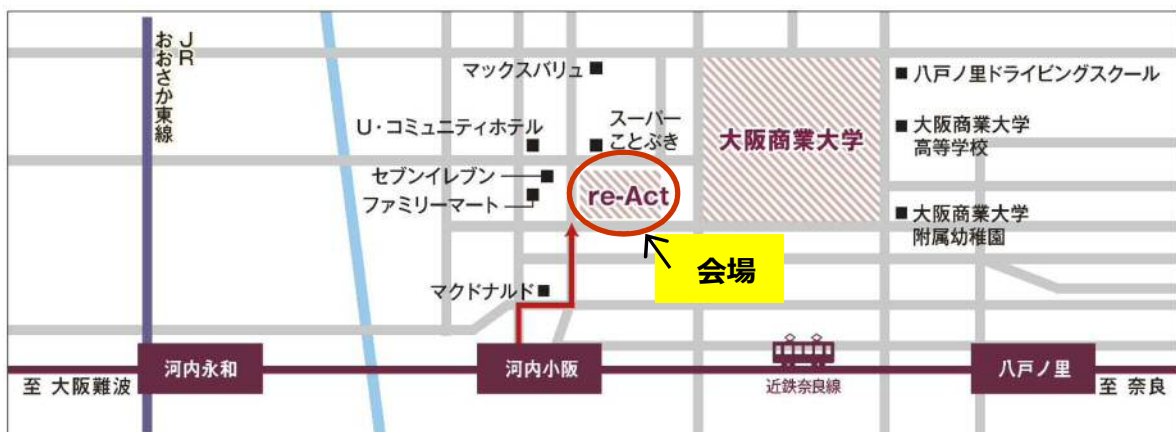 JR
おおさか東線
マックスバリュ
U・コミュニティホテル
スーパー
ことぶき
セブンイレブン
ファミリーマート
re-Act
大阪商業大学
八戸ノ里ドライビングスクール
大阪商業大学
高等学校
大阪商業大学
附属幼稚園
会場
マクドナルド
河内永和
河内小阪
八戸ノ里
至 大阪難波
近鉄奈良線
至 奈良